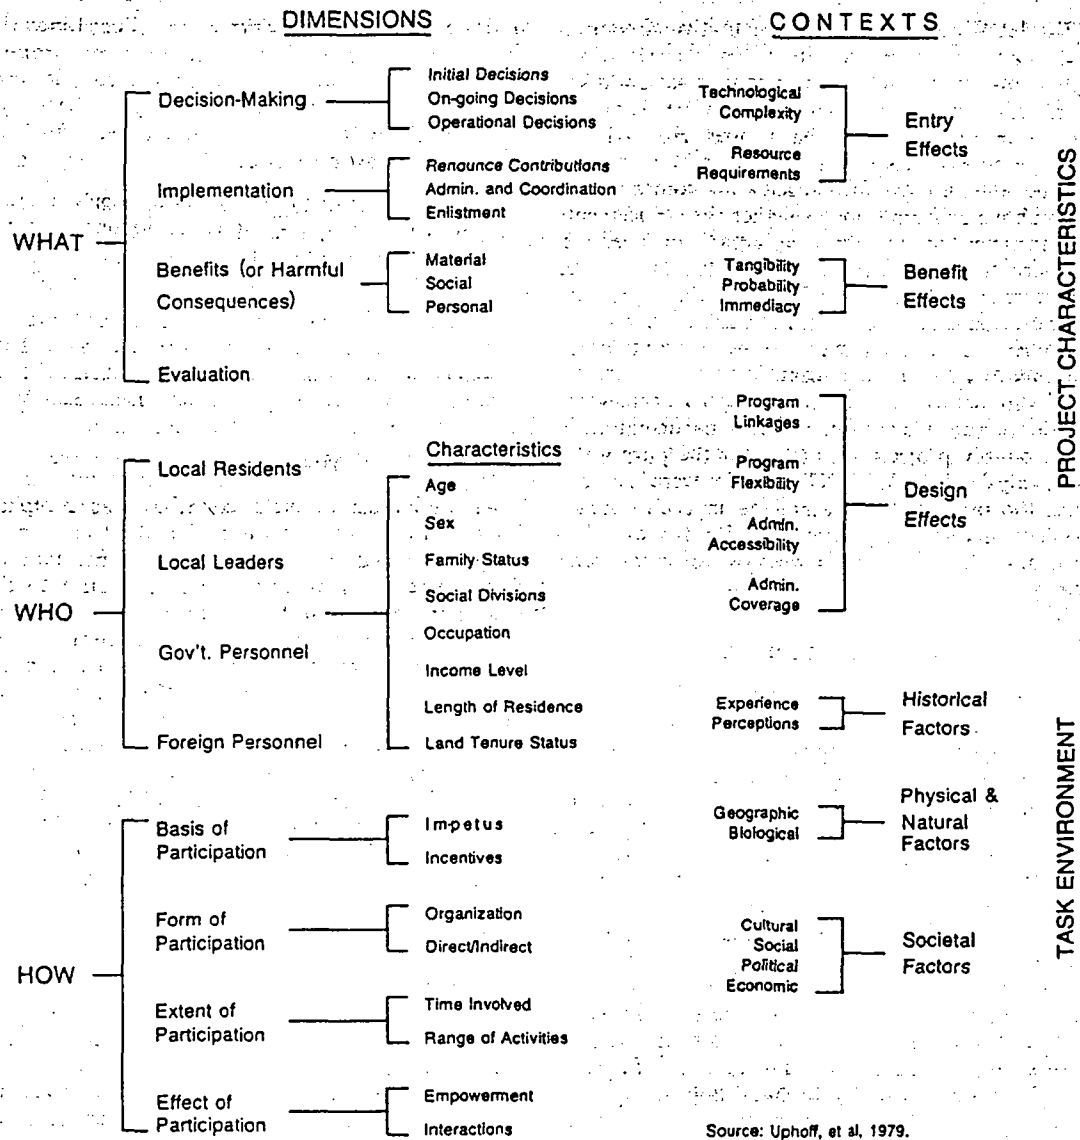 DIMENSIONS
Decision-Making
Initial Decisions
On-going Decisions
Operational Decisions
Implementation
Renounce Contributions
Admin. and Coordination
Enlistment
WHAT
Benefits (or Harmful
Consequences)
Material
Social
Personal
Evaluation
Local Residents
Local Leaders
WHO
Gov't. Personnel
Foreign Personnel
Characteristics
Age
Sex
Family Status
Social Divisions
Occupation
Income Level
Length of Residence
Land Tenure Status
Basis of
Participation
Impetus
Incentives
Form of
Participation
Organization
Direct/Indirect
HOW
Extent of
Participation
Time Involved
Range of Activities
Effect of
Participation
Empowerment
Interactions
CONTEXTS
Technological
Complexity
Resource
Requirements
Entry
Effects
Tangibility
Probability
Immediacy
Benefit
Effects
Program
Linkages
Program
Flexibility
Admin.
Accessibility
Admin.
Coverage
Design
Effects
PROJECT CHARACTERISTICS
Experience
Perceptions
Historical
Factors
Geographic
Biological
Physical &
Natural
Factors
Cultural
Social
Political
Economic
Societal
Factors
TASK ENVIRONMENT
Source: Uphoff, et al, 1979.